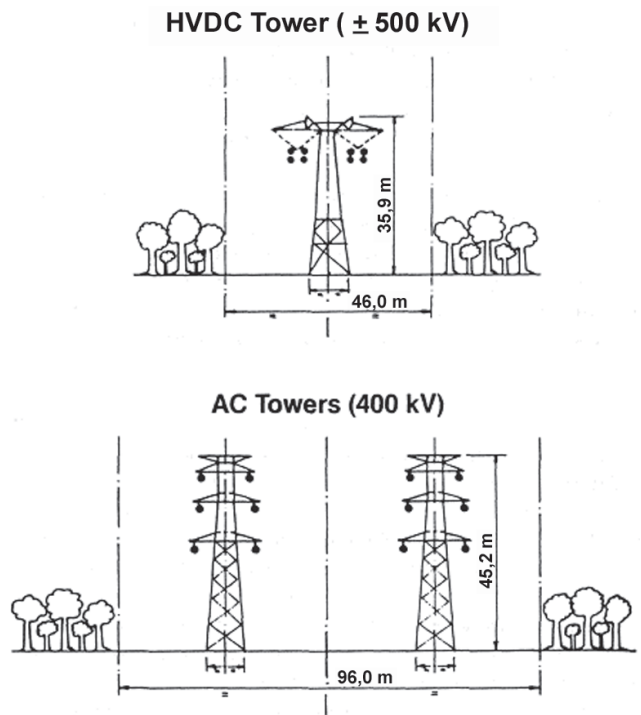 HVDC Tower ( ± 500 kV)
35,9 m
46,0 m
AC Towers (400 kV)
45,2 m
96,0 m